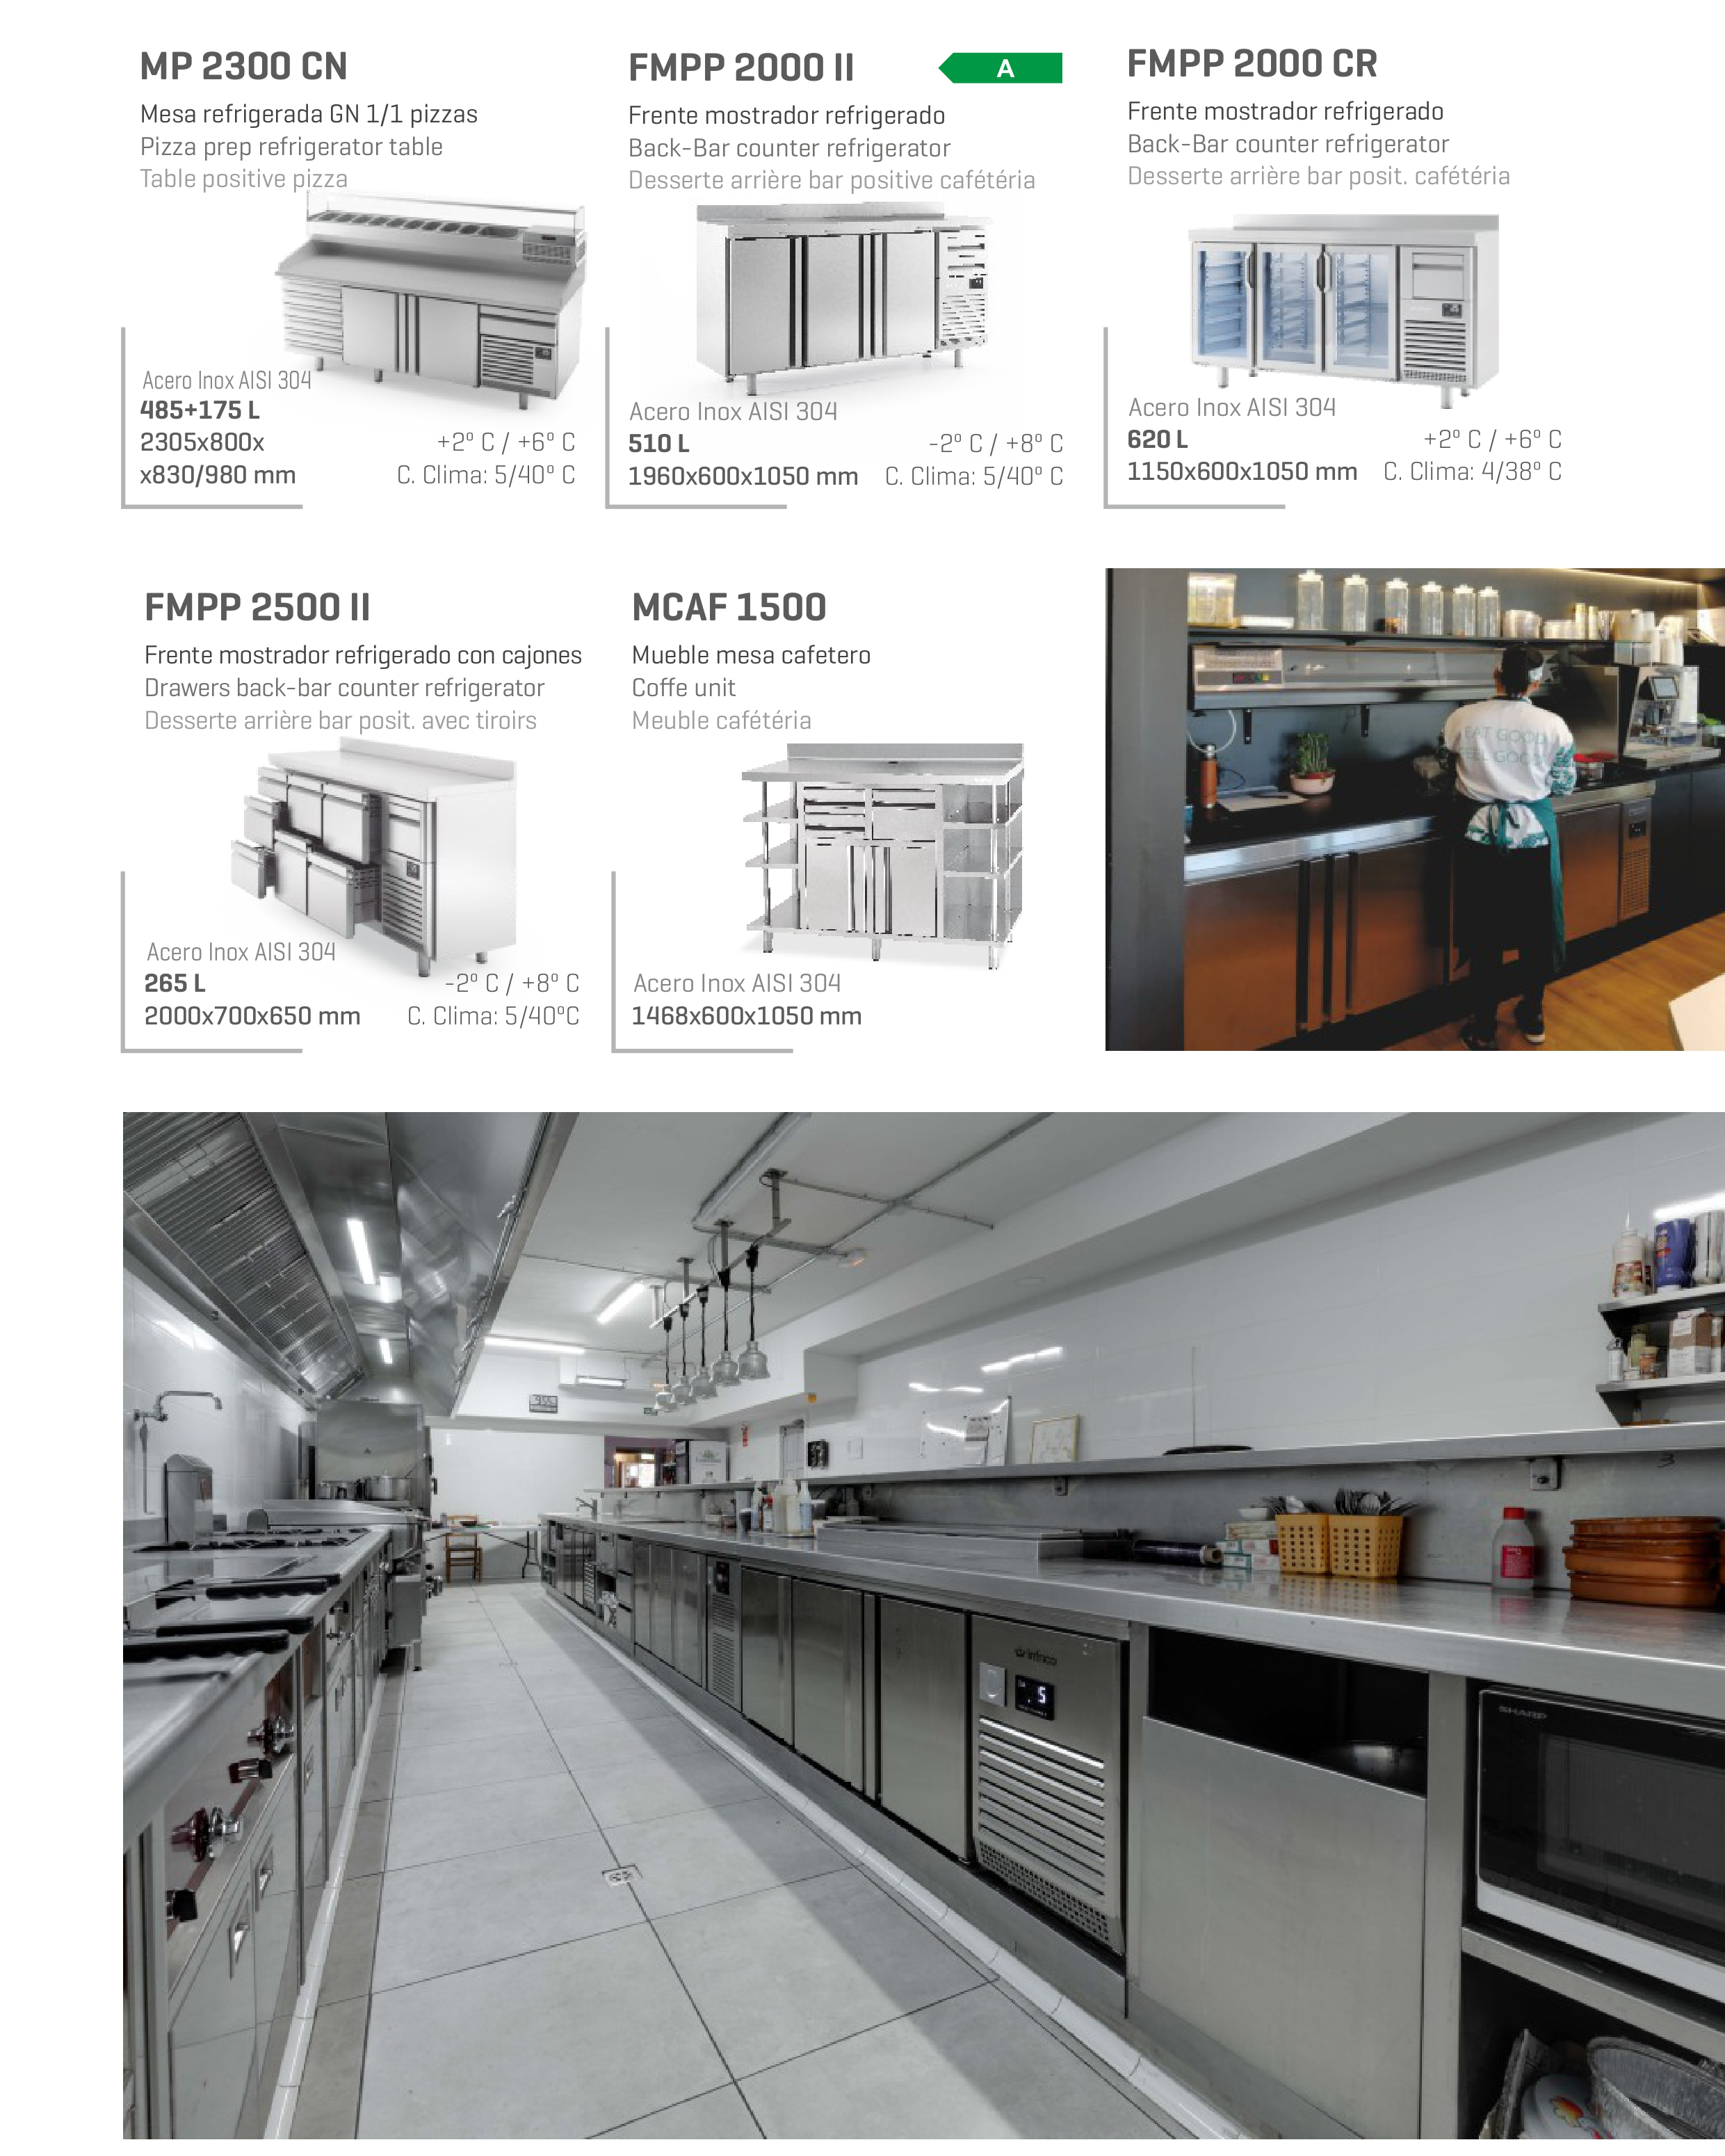 MP 2300 CN
Mesa refrigerada GN 1/1 pizzas
Pizza prep refrigerator table
Table positive pizza
Acero Inox AISI 304
485+175 L
2305x800x
+2º C / +6º C
x830/980 mm
C. Clima: 5/40º C
FMPP 2000 II
A
Frente mostrador refrigerado
Back-Bar counter refrigerator
Desserte arrière bar positive cafétéria
Acero Inox AISI 304
510 L
-2º C / +8º C
1960x600x1050 mm
C. Clima: 5/40º C
FMPP 2000 CR
Frente mostrador refrigerado
Back-Bar counter refrigerator
Desserte arrière bar posit. cafétéria
Acero Inox AISI 304
620 L
+2º C / +6º C
1150x600x1050 mm
C. Clima: 4/38º C
FMPP 2500 II
Frente mostrador refrigerado con cajones
Drawers back-bar counter refrigerator
Desserte arrière bar posit. avec tiroirs
Acero Inox AISI 304
265 L
-2º C / +8º C
2000x700x650 mm
C. Clima: 5/40ºC
MCAF 1500
Mueble mesa cafetero
Coffe unit
Meuble cafétéria
Acero Inox AISI 304
1468x600x1050 mm
EAT GOOD
FEEL GOOD
infrico
SHARP